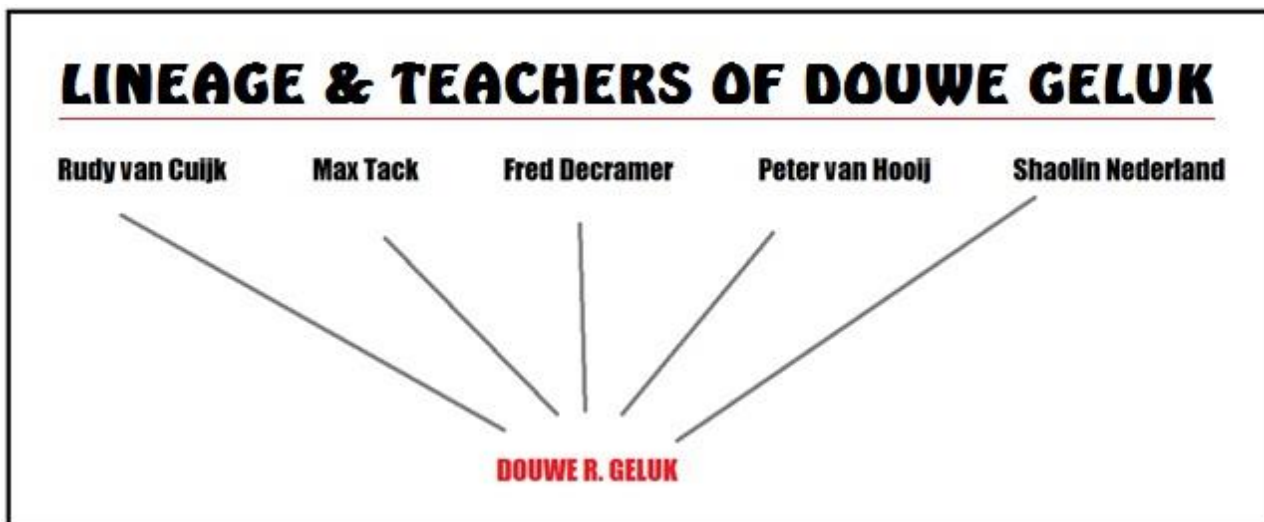 LINEAGE & TEACHERS OF DOUWE GELUK
Rudy van Cuijk Max Tack Fred Decramer Peter van Hooij Shaolin Nederland
DOUWE R. GELUK